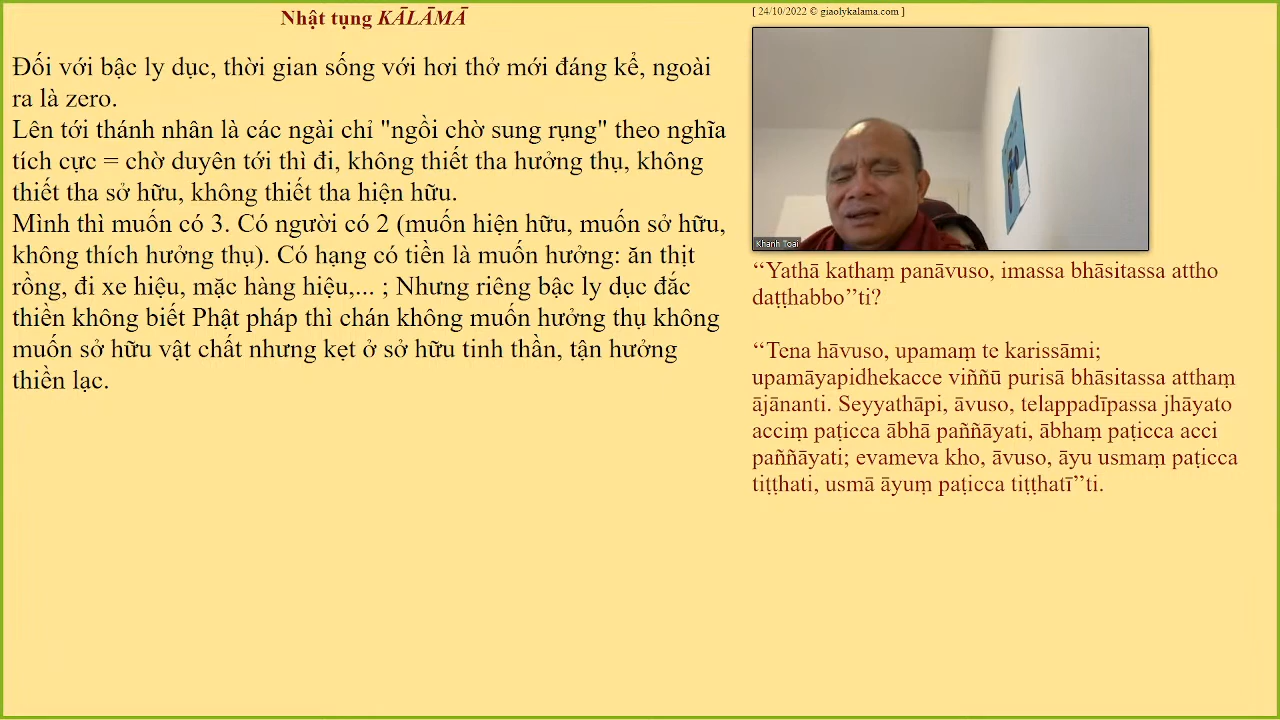 Nhật tụng KĀLĀMĀ
Đối với bậc ly dục, thời gian sống với hơi thở mới đáng kể, ngoài
ra là zero.
Lên tới thánh nhân là các ngài chỉ "ngồi chờ sung rụng" theo nghĩa
tích cực = chờ duyên tới thì đi, không thiết tha hưởng thụ, không
thiết tha sở hữu, không thiết tha hiện hữu.
Mình thì muốn có 3. Có người có 2 (muốn hiện hữu, muốn sở hữu,
không thích hưởng thụ). Có hạng có tiền là muốn hưởng: ăn thịt
rồng, đi xe hiệu, mặc hàng hiệu,... ; Nhưng riêng bậc ly dục đắc
thiền không biết Phật pháp thì chán không muốn hưởng thụ không
muốn sở hữu vật chất nhưng kẹt ở sở hữu tinh thần, tận hưởng
thiền lạc.
[ 24/10/2022 © giaolykalama.com ]
Khanh Toai
“Yathā kathaṃ panāvuso, imassa bhāsitassa attho
daṭṭhabbo”ti?
“Tena hāvuso, upamaṃ te karissāmi;
upamāyapidhekacce viññū purisā bhāsitassa atthaṃ
ājānanti. Seyyathāpi, āvuso, telappadīpassa jhāyato
acciṃ paṭicca ābhā paññāyati, ābhaṃ paṭicca acci
paññāyati; evameva kho, āvuso, āyu usmaṃ paṭicca
tiṭṭhati, usmā āyuṃ paṭicca tiṭṭhatī”ti.